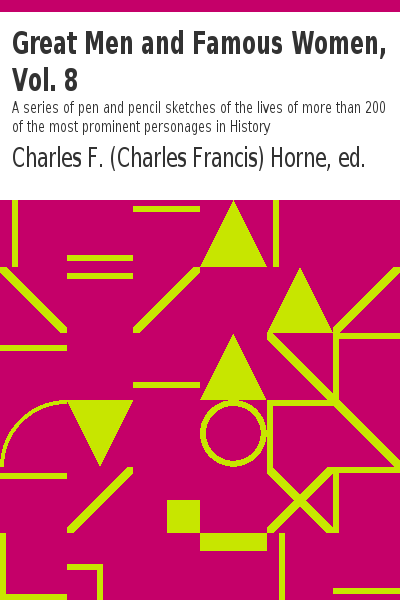 Great Men and Famous Women,
Vol. 8
A series of pen and pencil sketches of the lives of more than 200
of the most prominent personages in History
Charles F. (Charles Francis) Horne, ed.